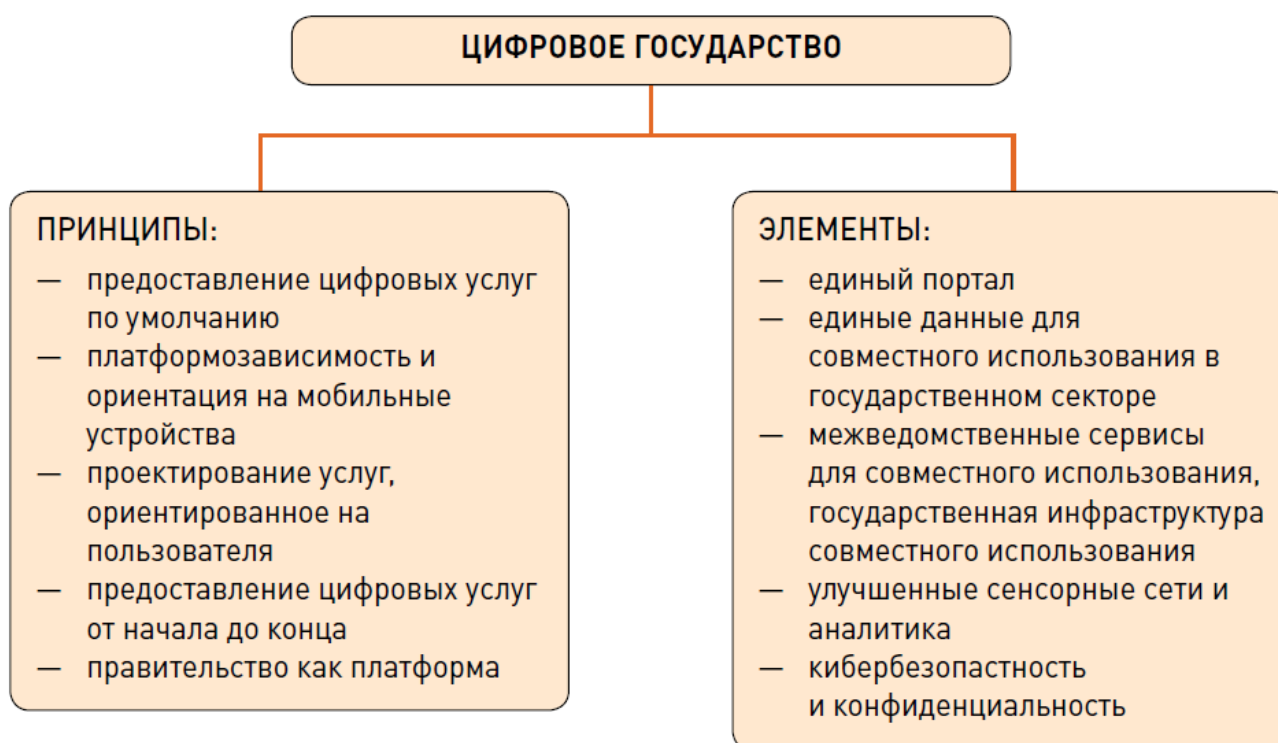 ЦИФРОВОЕ ГОСУДАРСТВО
ПРИНЦИПЫ:
— предоставление цифровых услуг
по умолчанию
— платформозависимость и
ориентация на мобильные
устройства
— проектирование услуг,
ориентированное на
пользователя
— предоставление цифровых услуг
от начала до конца
— правительство как платформа
ЭЛЕМЕНТЫ:
— единый портал
— единые данные для
совместного использования в
государственном секторе
— межведомственные сервисы
для совместного использования,
государственная инфраструктура
совместного использования
— улучшенные сенсорные сети и
аналитика
— кибербезопастность
и конфиденциальность